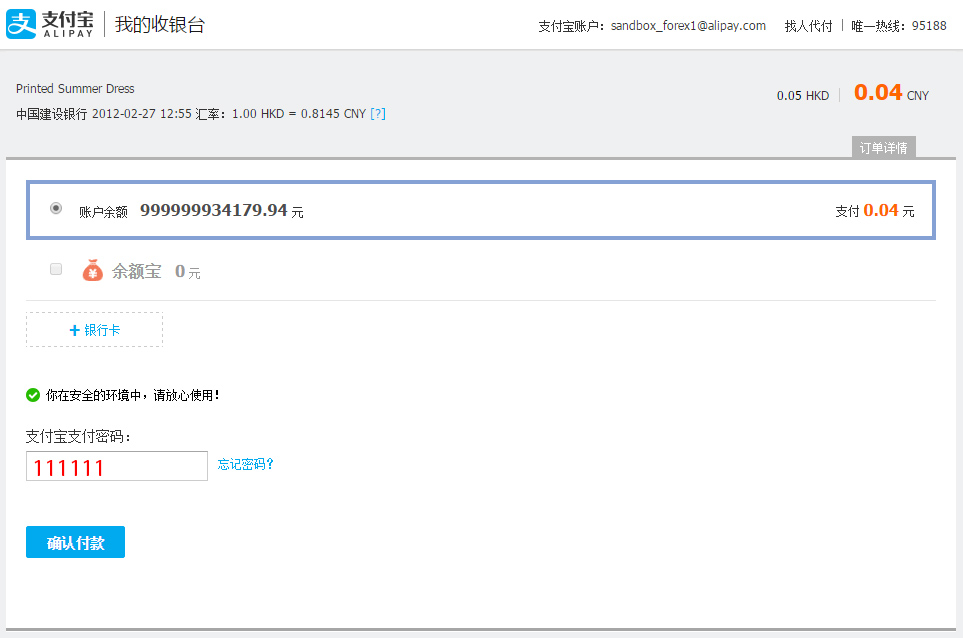 支 支付宝 ALIPAY | 我的收银台
支付宝账户：sandbox_forex1@alipay.com 找人代付 | 唯一热线：95188
Printed Summer Dress
0.05 HKD | 0.04 CNY
中国建设银行 2012-02-27 12:55 汇率：1.00 HKD = 0.8145 CNY [?]
订单详情
账户余额 999999934179.94 元 支付 0.04 元
¥ 余额宝 0 元
+ 银行卡
你在安全的环境中，请放心使用！
支付宝支付密码：
111111 忘记密码?
确认付款